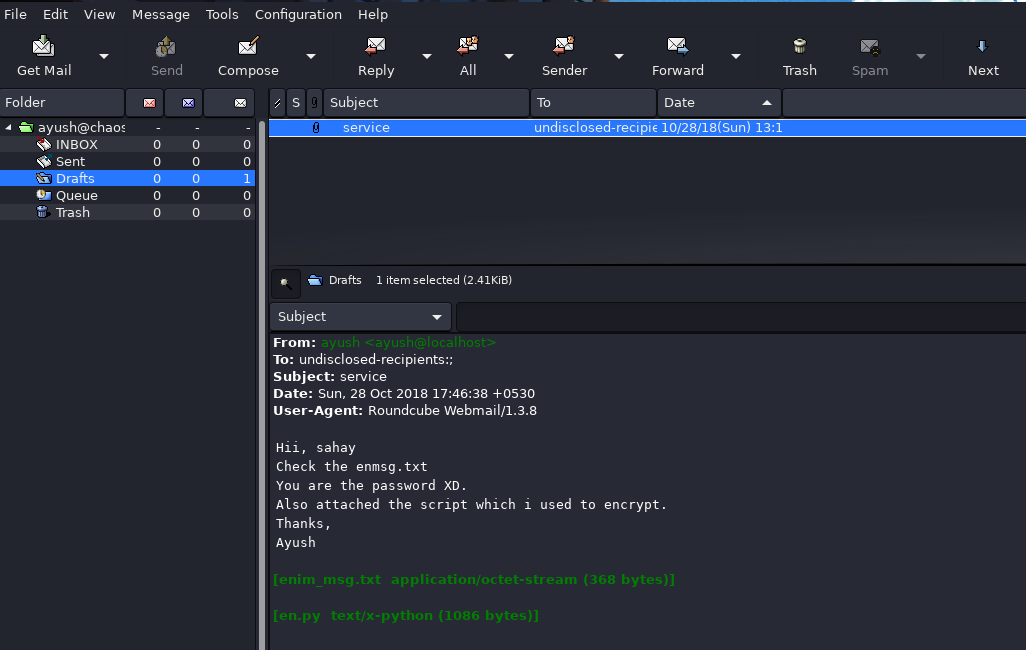 File Edit View Message Tools Configuration Help
Get Mail Send Compose Reply All Sender Forward Trash Spam Next
Folder S Subject To Date
ayush@chaos - - -
INBOX 0 0 0
Sent 0 0 0
Drafts 0 0 1
Queue 0 0 0
Trash 0 0 0
service undisclosed-recipie 10/28/18(Sun) 13:1
Drafts 1 item selected (2.41KiB)
Subject
From: ayush <ayush@localhost>
To: undisclosed-recipients:;
Subject: service
Date: Sun, 28 Oct 2018 17:46:38 +0530
User-Agent: Roundcube Webmail/1.3.8
Hii, sahay
Check the enmsg.txt
You are the password XD.
Also attached the script which i used to encrypt.
Thanks,
Ayush
[enim_msg.txt application/octet-stream (368 bytes)]
[en.py text/x-python (1086 bytes)]